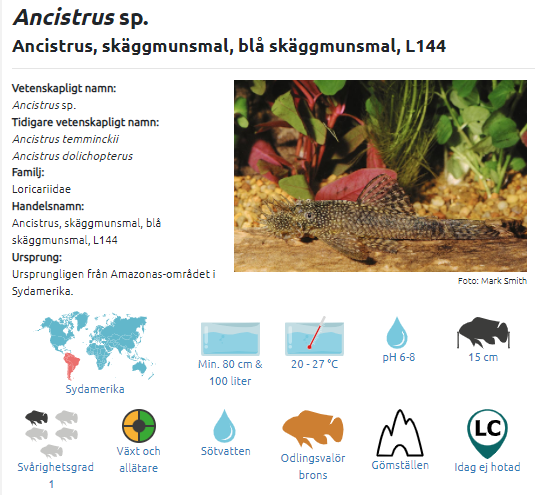 Ancistrus sp.
Ancistrus, skäggmunsmal, blå skäggmunsmal, L144
Vetenskapligt namn:
Ancistrus sp.
Tidigare vetenskapligt namn:
Ancistrus temminckii
Ancistrus dolichopterus
Familj:
Loricariidae
Handelsnamn:
Ancistrus, skäggmunsmal, blå
skäggmunsmal, L144
Ursprung:
Ursprungligen från Amazonas-området i
Sydamerika.
Foto: Mark Smith
Sydamerika
Min. 80 cm &
100 liter
20 - 27 °C
pH 6-8
15 cm
Svårighetsgrad
1
Växt och
allätare
Sötvatten
Odlingsvalör
brons
Gömställen
LC
Idag ej hotad